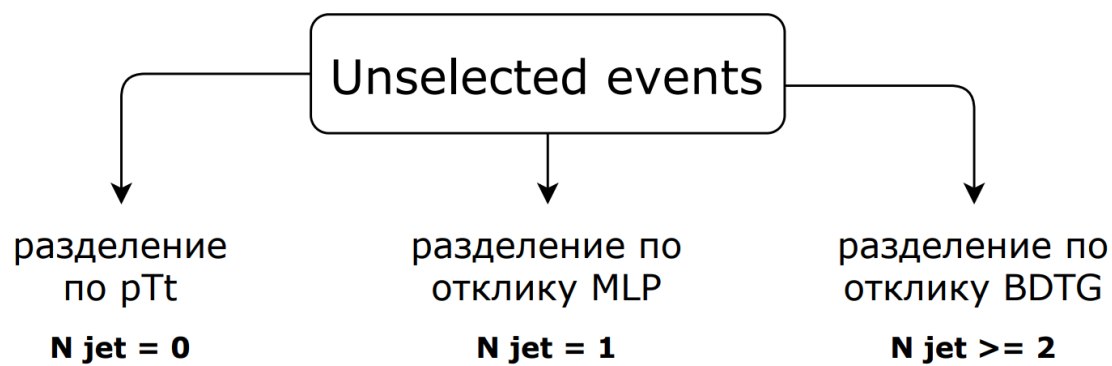 Unselected events
разделение
по pTt
N jet = 0
разделение по
отклику MLP
N jet = 1
разделение по
отклику BDTG
N jet >= 2